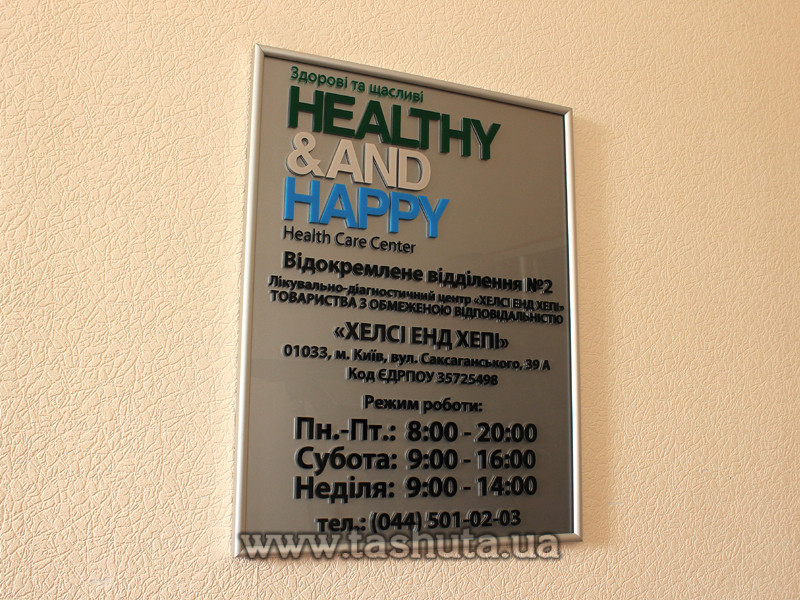 Здорові та щасливі
HEALTHY
&AND
HAPPY
Health Care Center
Відокремлене відділення №2
Лікувально-діагностичний центр «ХЕЛСІ ЕНД ХЕПІ»
ТОВАРИСТВА З ОБМЕЖЕНОЮ ВІДПОВІДАЛЬНІСТЮ
«ХЕЛСІ ЕНД ХЕПІ»
01033, м. Київ, вул. Саксаганського, 39 А
Код ЄДРПОУ 35725498
Режим роботи:
Пн.-Пт.: 8:00 - 20:00
Субота: 9:00 - 16:00
Неділя: 9:00 - 14:00
тел.: (044) 501-02-03
www.tashuta.ua